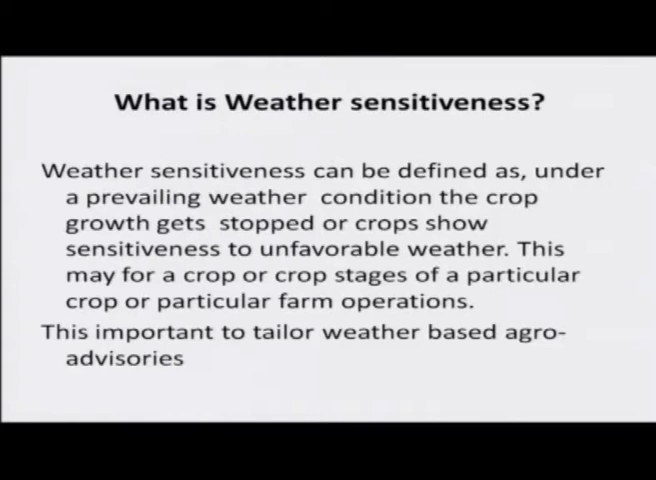 What is Weather sensitiveness?
Weather sensitiveness can be defined as, under
a prevailing weather condition the crop
growth gets stopped or crops show
sensitiveness to unfavorable weather. This
may for a crop or crop stages of a particular
crop or particular farm operations.
This important to tailor weather based agro-
advisories